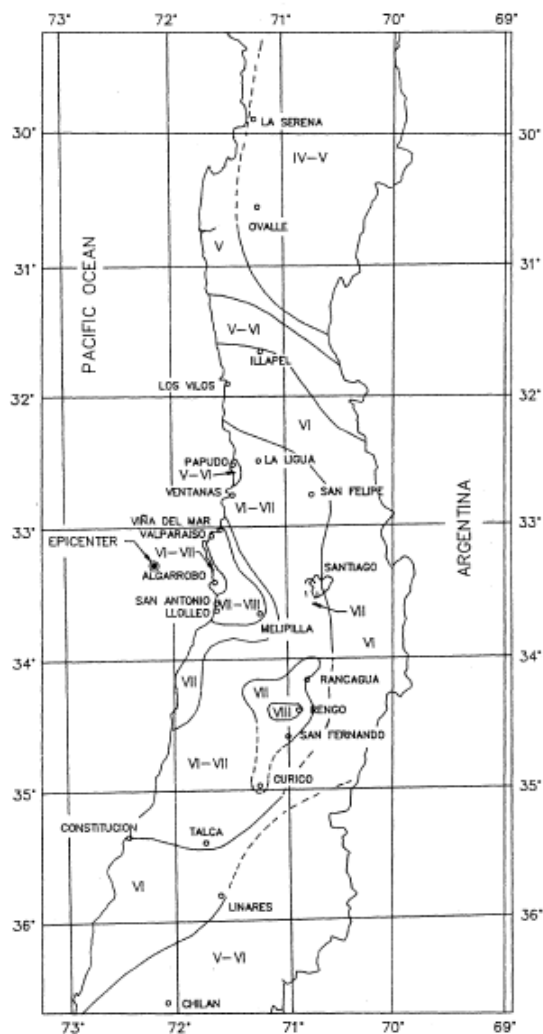 73° 72° 71° 70° 69°
LA SERENA
30° 30°
IV-V
OVALLE
V
31° 31°
PACIFIC OCEAN
V-VI
ILLAPEL
LOS VILOS
32° 32°
VI
PAPUDO LA LIGUA
V-VI
VENTANAS SAN FELIPE
VI-VII
VIÑA DEL MAR
33° 33°
VALPARAISO
EPICENTER
VI-VII
ARGENTINA
ALGARROBO
SANTIAGO
SAN ANTONIO
VII-VIII
LLOLLEO
VII
MELIPILLA
VI
34° 34°
VII
RANCAGUA
VII
VIII RENGO
SAN FERNANDO
VI-VII
CURICO
35° 35°
CONSTITUCION TALCA
VI
LINARES
36° 36°
V-VI
CHILAN
73° 72° 71° 70° 69°